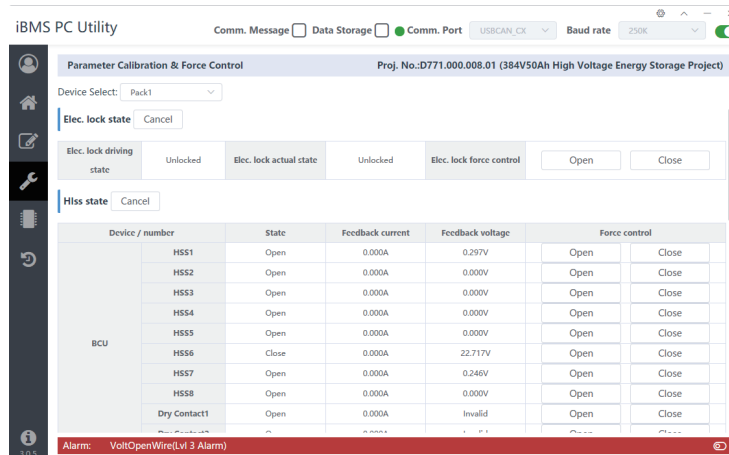 iBMS PC Utility
Comm. Message Data Storage Comm. Port USBCAN_CX Baud rate 250K
Parameter Calibration & Force Control Proj. No.:D771.000.008.01 (384V50Ah High Voltage Energy Storage Project)
Device Select: Pack1
Elec. lock state Cancel
Elec. lock driving state Unlocked Elec. lock actual state Unlocked Elec. lock force control Open Close
Hlss state Cancel
Device / number State Feedback current Feedback voltage Force control
HSS1 Open 0.000A 0.297V Open Close
HSS2 Open 0.000A 0.000V Open Close
HSS3 Open 0.000A 0.000V Open Close
HSS4 Open 0.000A 0.000V Open Close
HSS5 Open 0.000A 0.000V Open Close
BCU
HSS6 Close 0.000A 22.717V Open Close
HSS7 Open 0.000A 0.246V Open Close
HSS8 Open 0.000A 0.000V Open Close
Dry Contact1 Open 0.000A Invalid Open Close
Alarm: VoltOpenWire(Lvl 3 Alarm)
3.0.5